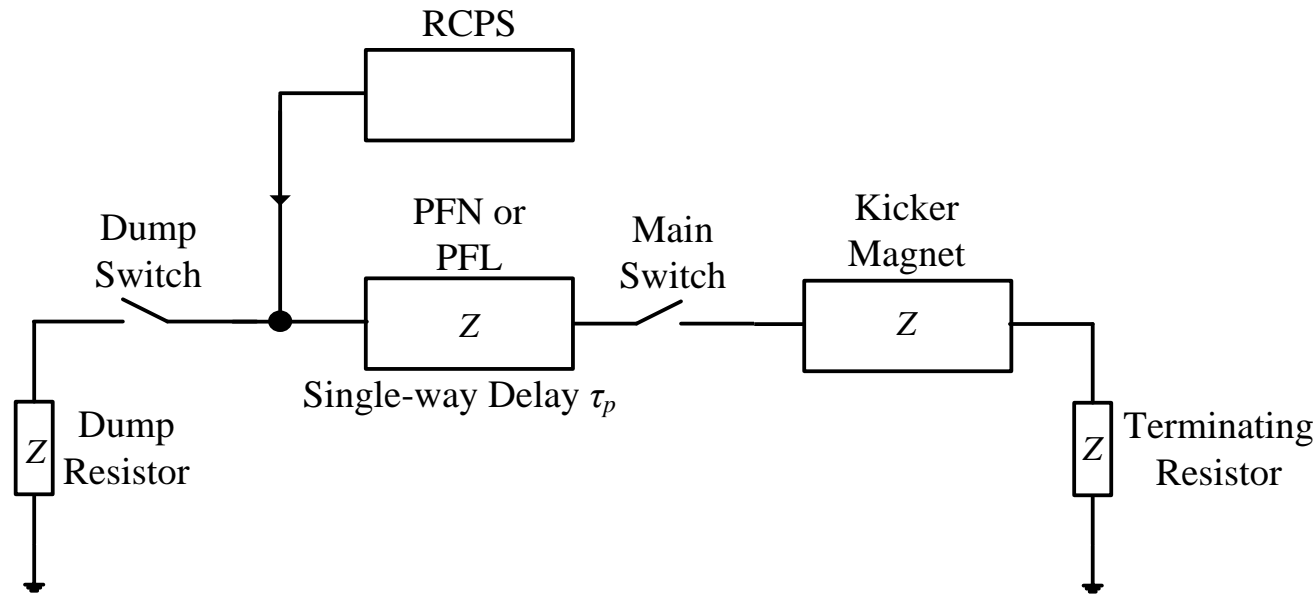 RCPS
Dump
Switch
PFN or
PFL
Main
Switch
Kicker
Magnet
Z
Z
Single-way Delay τp
Z
Dump
Resistor
Z
Terminating
Resistor